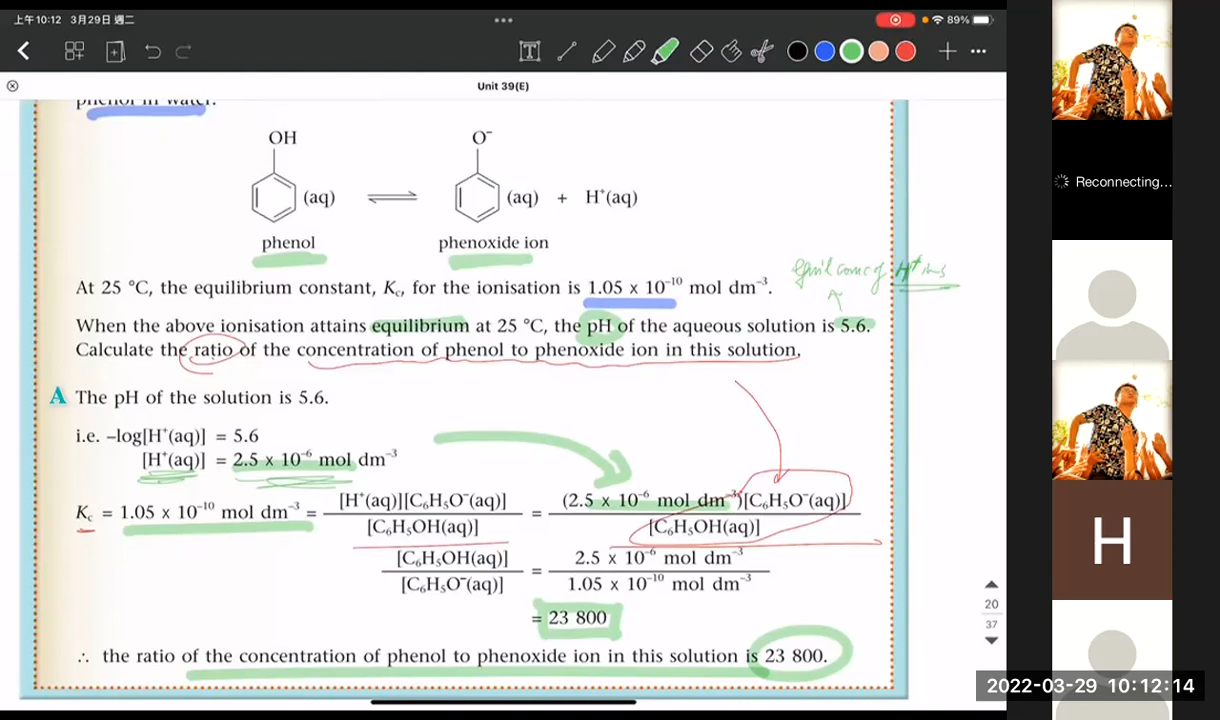 上午10:12 3月29日 週二
89%
Unit 39(E)
phenol in water.
OH
O⁻
(aq) ⇌ (aq) + H⁺(aq)
phenol
phenoxide ion
H⁺ ions
At 25 °C, the equilibrium constant, Kc, for the ionisation is 1.05 x 10⁻¹⁰ mol dm⁻³.
When the above ionisation attains equilibrium at 25 °C, the pH of the aqueous solution is 5.6.
Calculate the ratio of the concentration of phenol to phenoxide ion in this solution.
A The pH of the solution is 5.6.
i.e. –log[H⁺(aq)] = 5.6
[H⁺(aq)] = 2.5 x 10⁻⁶ mol dm⁻³
Kc = 1.05 x 10⁻¹⁰ mol dm⁻³ = [H⁺(aq)][C₆H₅O⁻(aq)] = (2.5 x 10⁻⁶ mol dm⁻³)[C₆H₅O⁻(aq)]
[C₆H₅OH(aq)] [C₆H₅OH(aq)]
[C₆H₅OH(aq)] = 2.5 x 10⁻⁶ mol dm⁻³
[C₆H₅O⁻(aq)] 1.05 x 10⁻¹⁰ mol dm⁻³
= 23 800
∴ the ratio of the concentration of phenol to phenoxide ion in this solution is 23 800.
20
37
Reconnecting...
H
2022-03-29 10:12:14